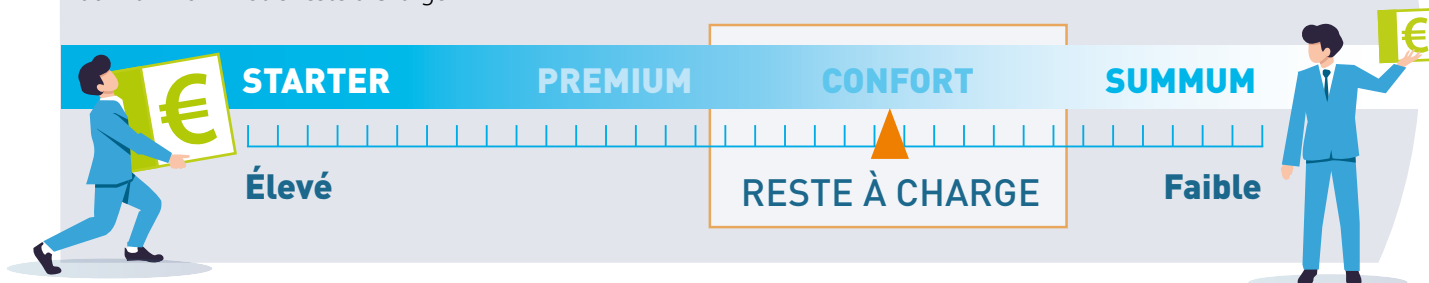 € STARTER PREMIUM CONFORT SUMMUM €
Élevé RESTE À CHARGE Faible